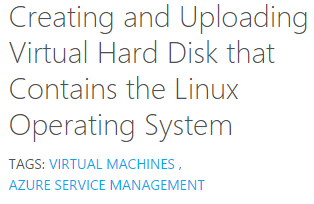 Creating and Uploading
Virtual Hard Disk that
Contains the Linux
Operating System
TAGS: VIRTUAL MACHINES ,
AZURE SERVICE MANAGEMENT